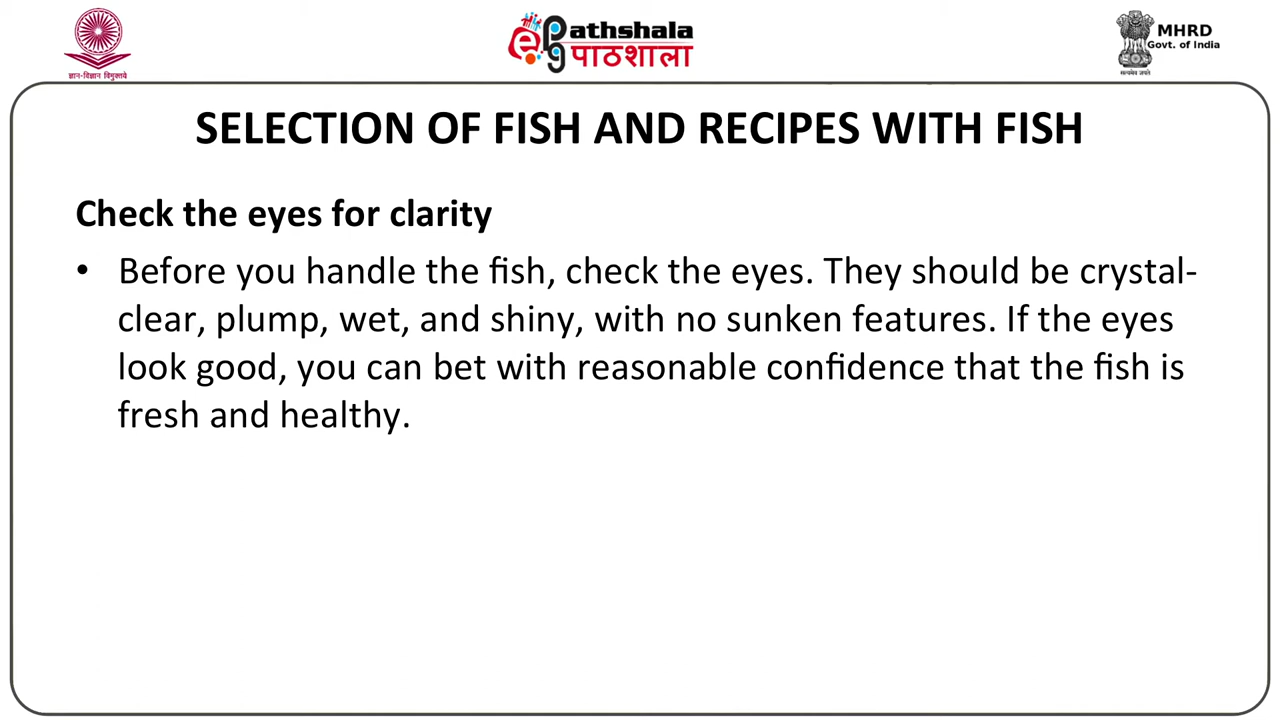 ज्ञान-विज्ञान विमुक्तये
ePathshala
पाठशाला
MHRD
Govt. of India
सत्यमेव जयते
SELECTION OF FISH AND RECIPES WITH FISH
Check the eyes for clarity
• Before you handle the fish, check the eyes. They should be crystal-
clear, plump, wet, and shiny, with no sunken features. If the eyes
look good, you can bet with reasonable confidence that the fish is
fresh and healthy.